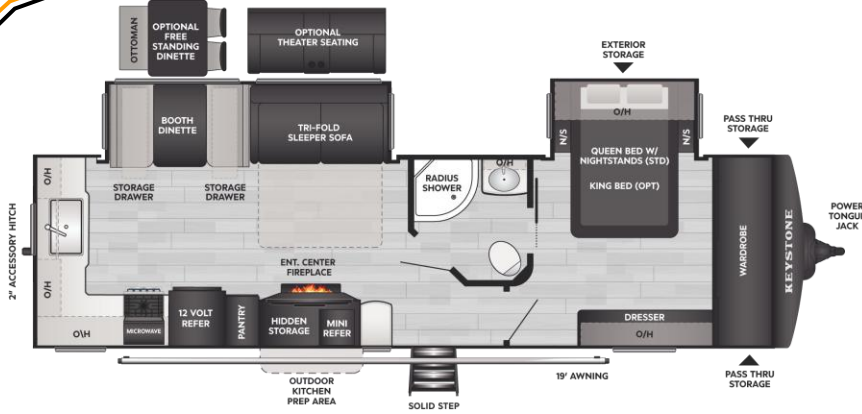 OTTOMAN
OPTIONAL
FREE
STANDING
DINETTE
OPTIONAL
THEATER SEATING
EXTERIOR
STORAGE
BOOTH
DINETTE
TRI-FOLD
SLEEPER SOFA
O/H
N/S
N/S
QUEEN BED W/
NIGHTSTANDS (STD)
KING BED (OPT)
PASS THRU
STORAGE
O/H
STORAGE
DRAWER
STORAGE
DRAWER
RADIUS
SHOWER
O/H
2" ACCESSORY HITCH
WARDROBE
KEYSTONE
POWER
TONGUE
JACK
O/H
ENT. CENTER
FIREPLACE
O\H
MICROWAVE
12 VOLT
REFER
PANTRY
HIDDEN
STORAGE
MINI
REFER
DRESSER
O/H
OUTDOOR
KITCHEN
PREP AREA
SOLID STEP
19' AWNING
PASS THRU
STORAGE